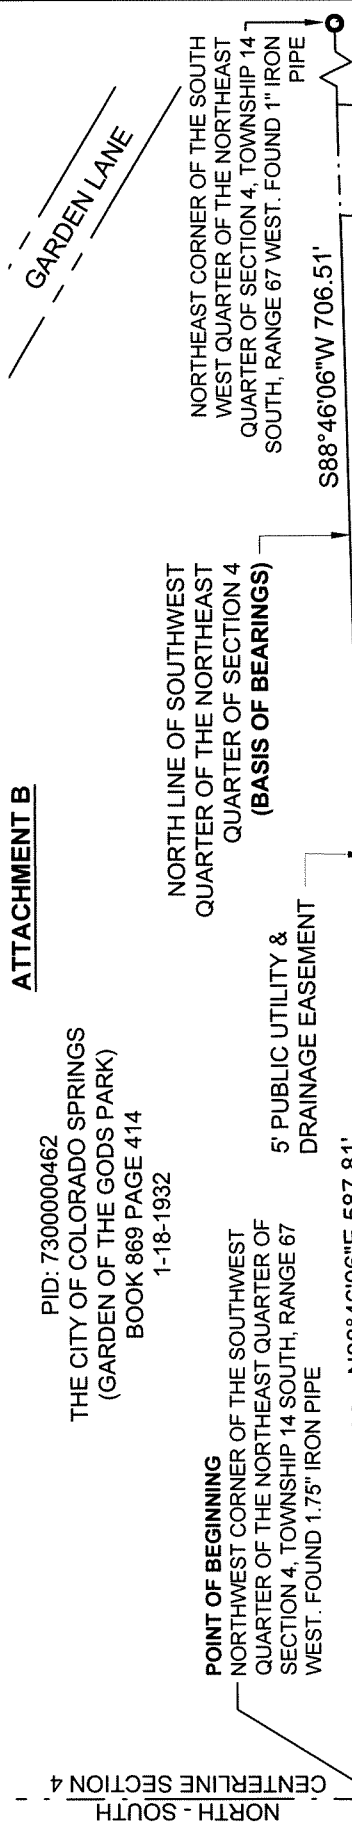 ATTACHMENT B
GARDEN LANE
PID: 7300000462
THE CITY OF COLORADO SPRINGS
(GARDEN OF THE GODS PARK)
BOOK 869 PAGE 414
1-18-1932
NORTHEAST CORNER OF THE SOUTH
WEST QUARTER OF THE NORTHEAST
QUARTER OF SECTION 4, TOWNSHIP 14
SOUTH, RANGE 67 WEST. FOUND 1" IRON
PIPE
NORTH LINE OF SOUTHWEST
QUARTER OF THE NORTHEAST
QUARTER OF SECTION 4
(BASIS OF BEARINGS)
S88°46'06"W 706.51'
5' PUBLIC UTILITY &
DRAINAGE EASEMENT
POINT OF BEGINNING
NORTHWEST CORNER OF THE SOUTHWEST
QUARTER OF THE NORTHEAST QUARTER OF
SECTION 4, TOWNSHIP 14 SOUTH, RANGE 67
WEST. FOUND 1.75" IRON PIPE
NORTH - SOUTH
CENTERLINE SECTION 4